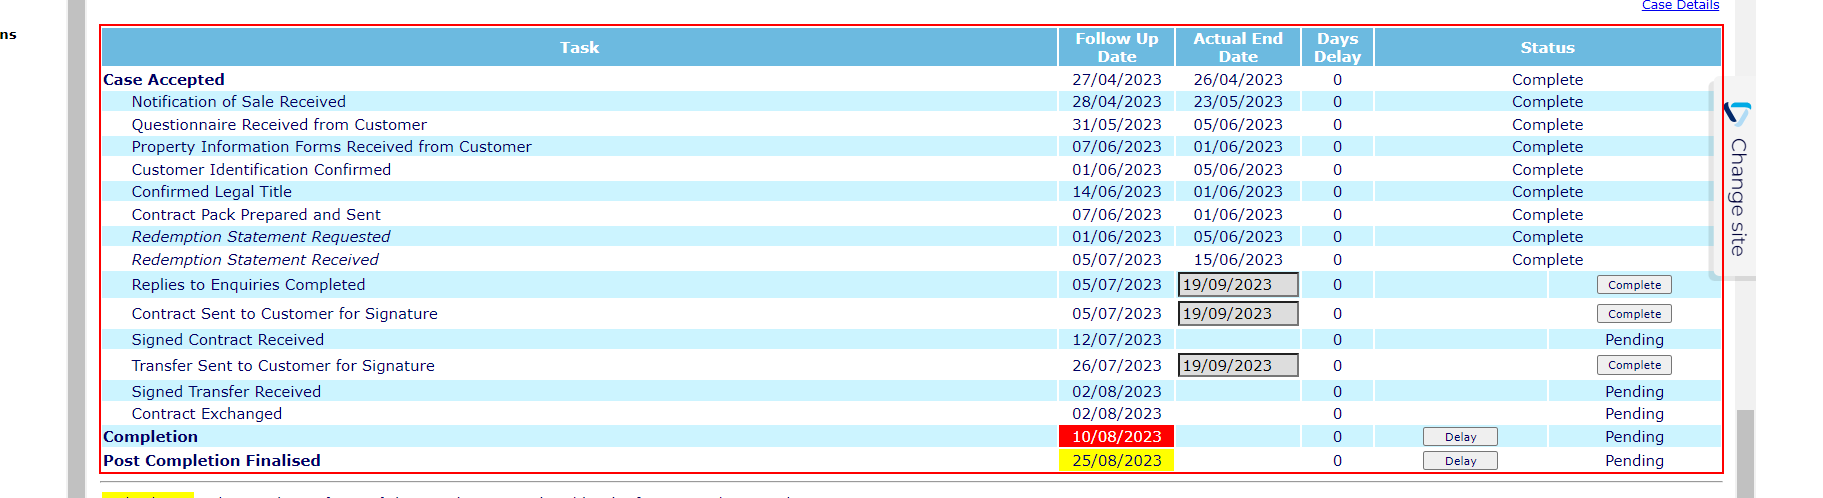 Case Details
ns
Task Follow Up Date Actual End Date Days Delay Status
Case Accepted 27/04/2023 26/04/2023 0 Complete
Notification of Sale Received 28/04/2023 23/05/2023 0 Complete
Questionnaire Received from Customer 31/05/2023 05/06/2023 0 Complete
Property Information Forms Received from Customer 07/06/2023 01/06/2023 0 Complete
Customer Identification Confirmed 01/06/2023 05/06/2023 0 Complete
Confirmed Legal Title 14/06/2023 01/06/2023 0 Complete
Contract Pack Prepared and Sent 07/06/2023 01/06/2023 0 Complete
Redemption Statement Requested 01/06/2023 05/06/2023 0 Complete
Redemption Statement Received 05/07/2023 15/06/2023 0 Complete
Replies to Enquiries Completed 05/07/2023 19/09/2023 0 Complete
Contract Sent to Customer for Signature 05/07/2023 19/09/2023 0 Complete
Signed Contract Received 12/07/2023 0 Pending
Transfer Sent to Customer for Signature 26/07/2023 19/09/2023 0 Complete
Signed Transfer Received 02/08/2023 0 Pending
Contract Exchanged 02/08/2023 0 Pending
Completion 10/08/2023 0 Delay Pending
Post Completion Finalised 25/08/2023 0 Delay Pending
Change site